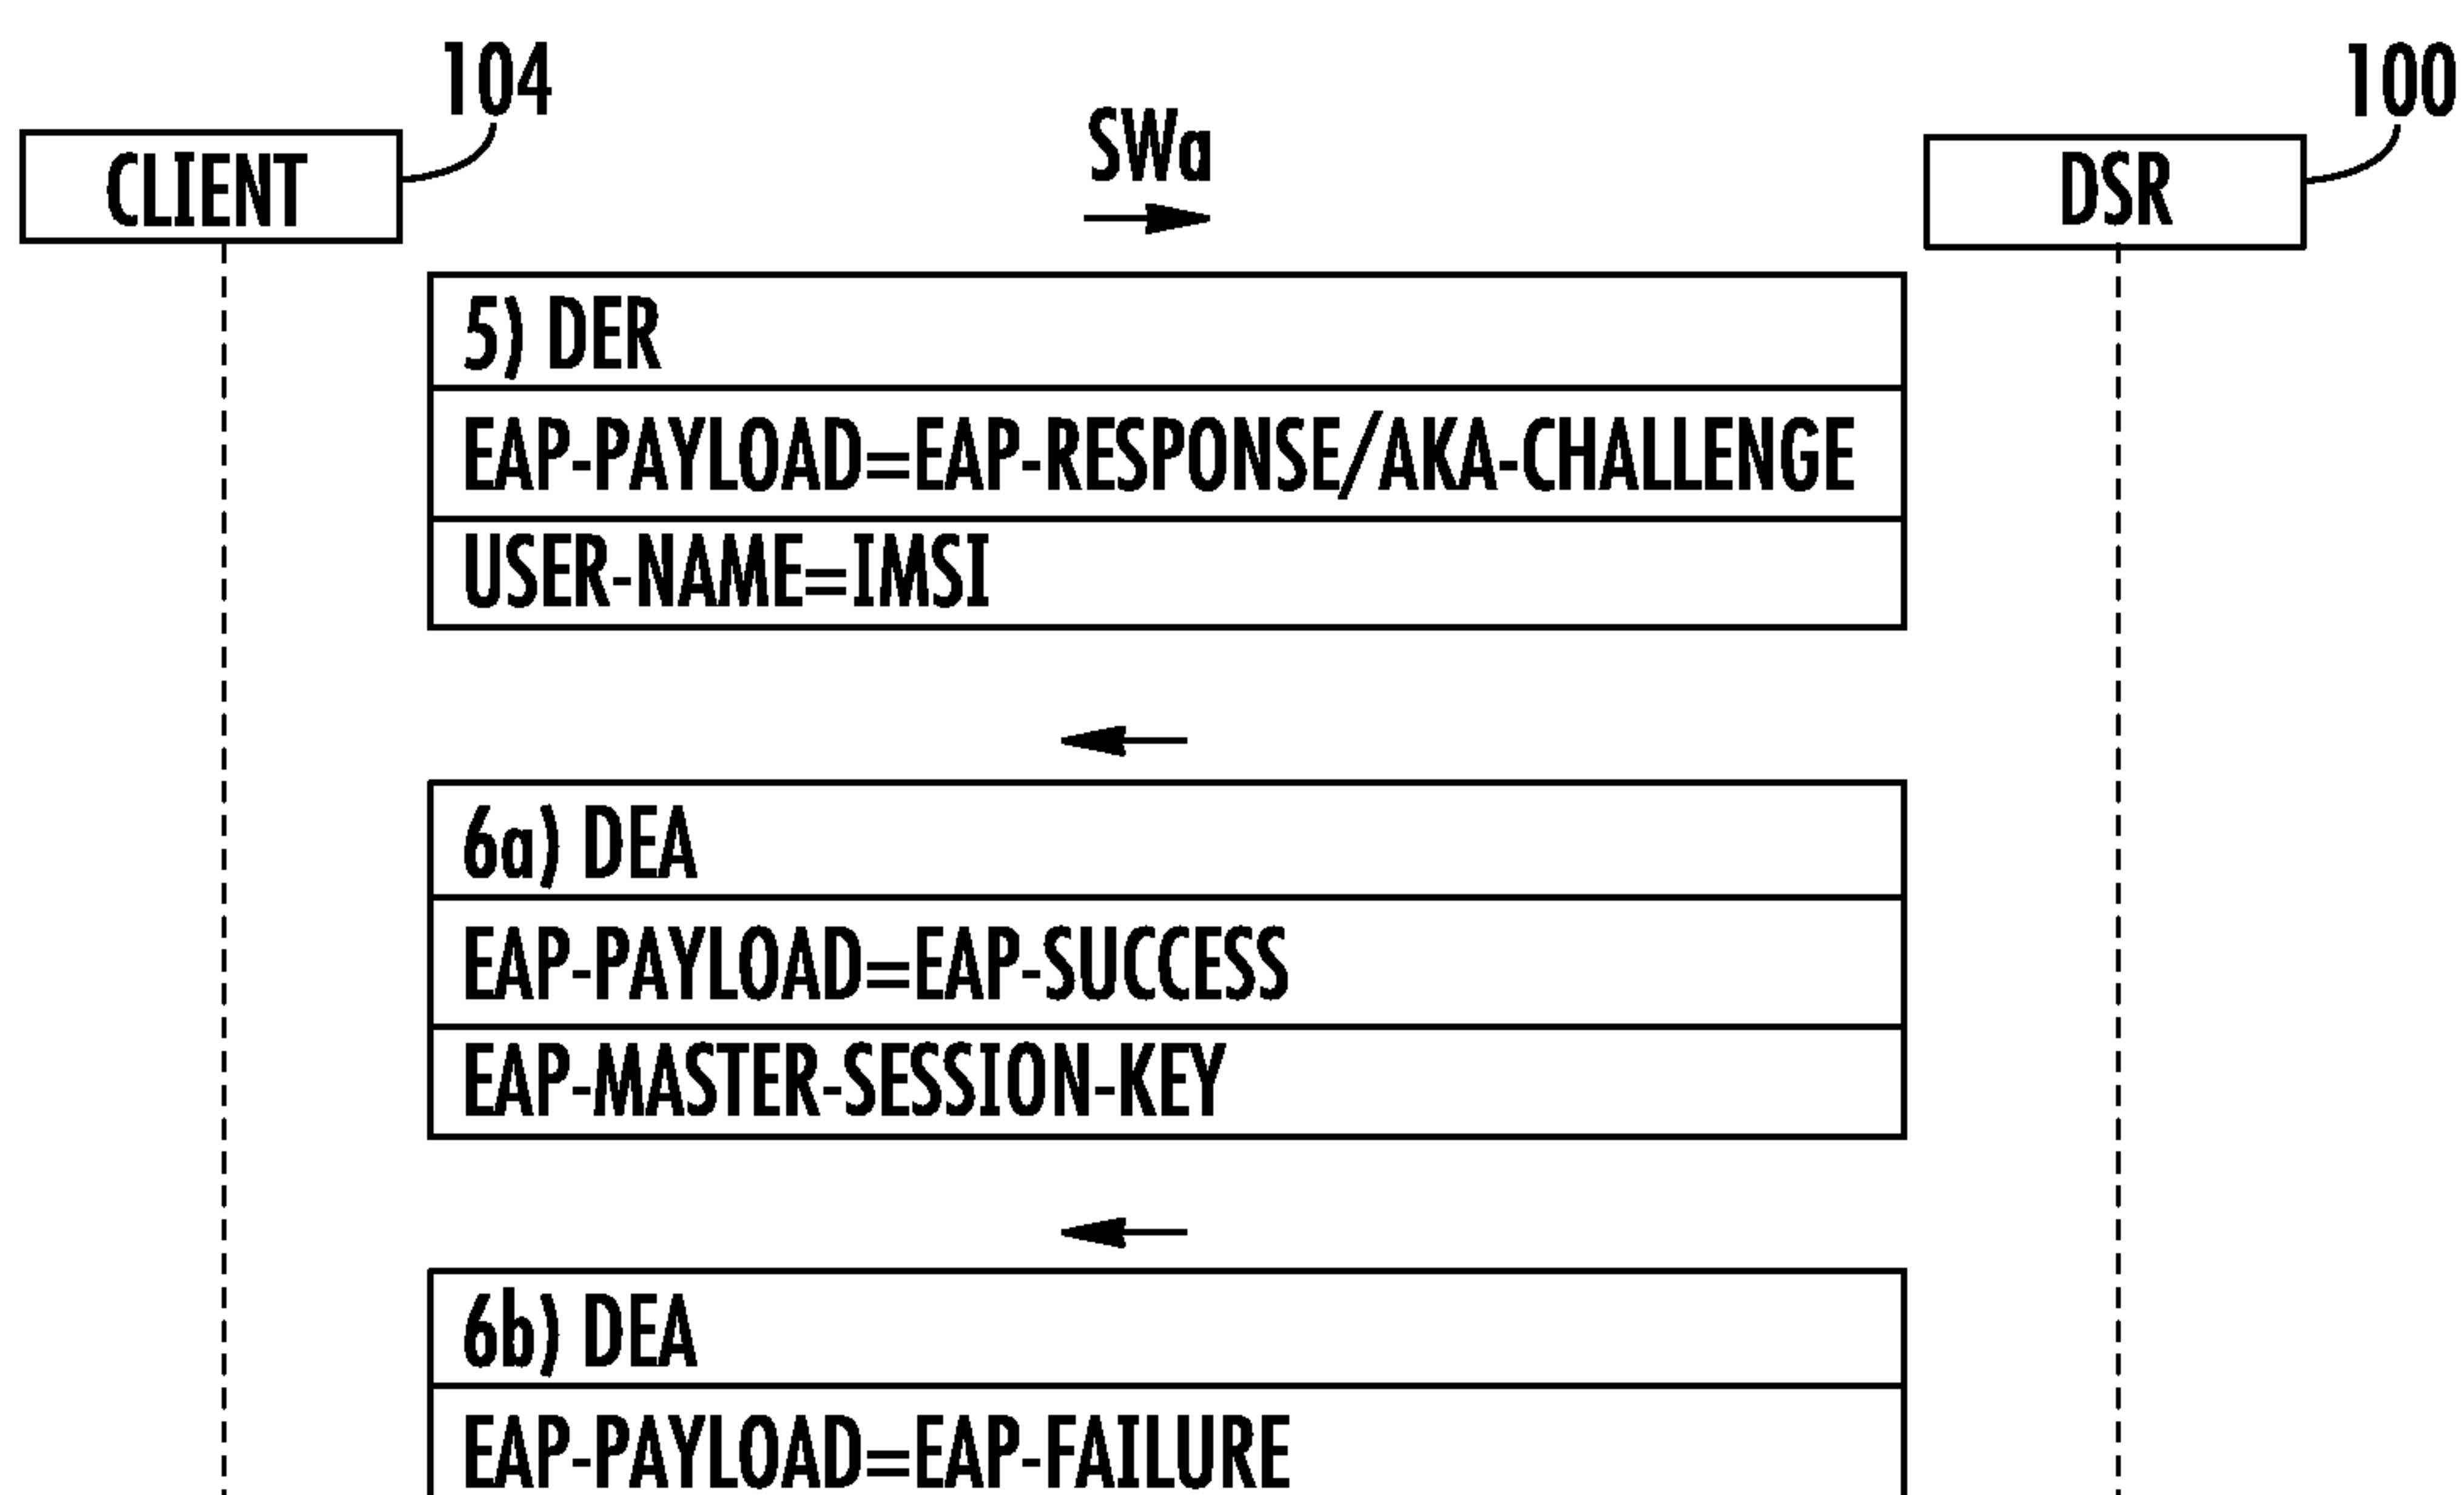 104
100
SWa
CLIENT
DSR
5) DER
EAP-PAYLOAD=EAP-RESPONSE/AKA-CHALLENGE
USER-NAME=IMSI
6a) DEA
EAP-PAYLOAD=EAP-SUCCESS
EAP-MASTER-SESSION-KEY
6b) DEA
EAP-PAYLOAD=EAP-FAILURE